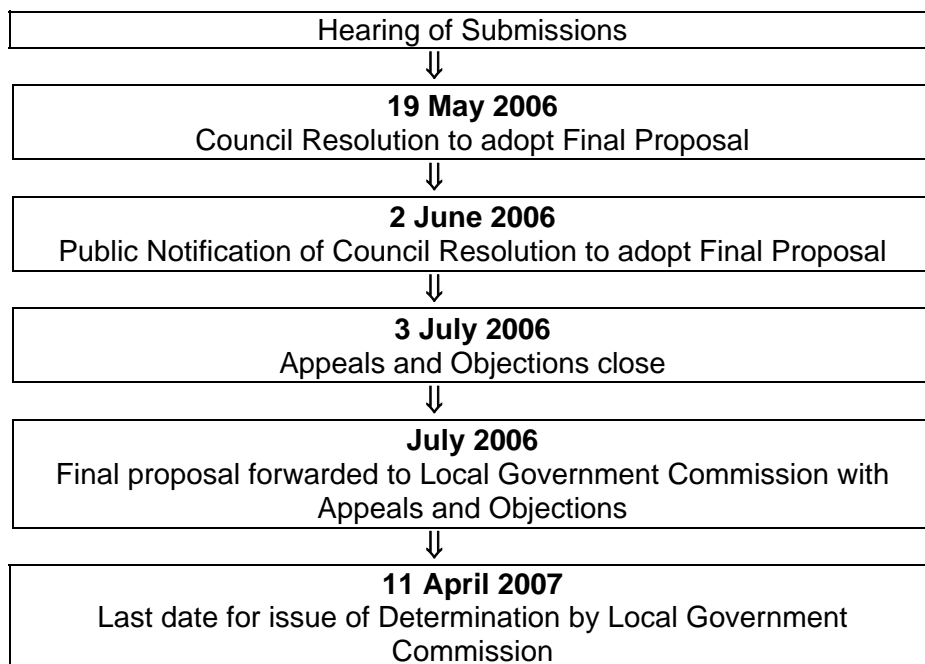 Hearing of Submissions
⇓
19 May 2006
Council Resolution to adopt Final Proposal
⇓
2 June 2006
Public Notification of Council Resolution to adopt Final Proposal
⇓
3 July 2006
Appeals and Objections close
⇓
July 2006
Final proposal forwarded to Local Government Commission with
Appeals and Objections
⇓
11 April 2007
Last date for issue of Determination by Local Government
Commission